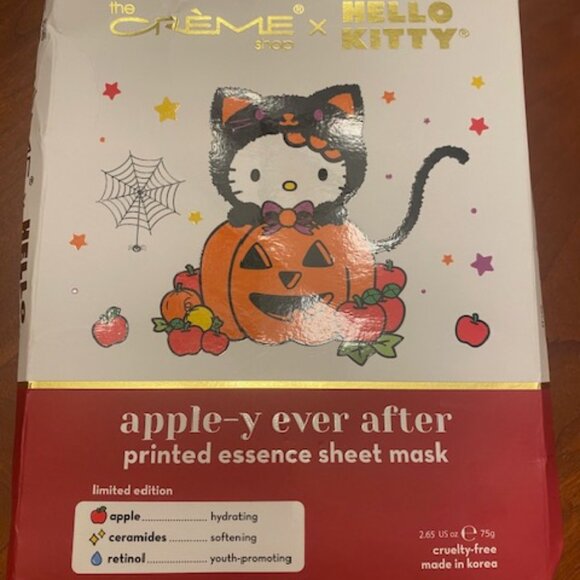 the
CRÈME®
shop
x
HELLO
KITTY®
HELLO
apple-y ever after
printed essence sheet mask
limited edition
apple.................... hydrating
ceramides............ softening
retinol.................. youth-promoting
2.65 US oz ℮ 75g
cruelty-free
made in korea